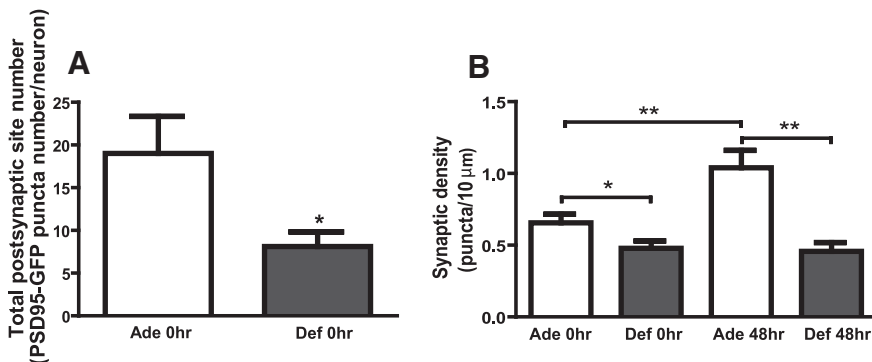 A
Total postsynaptic site number
(PSD95-GFP puncta number/neuron)
25
20
15
10
5
0
*
Ade 0hr
Def 0hr
B
Synaptic density
(puncta/10 μm)
1.5
1.0
0.5
0.0
**
**
*
Ade 0hr
Def 0hr
Ade 48hr
Def 48hr